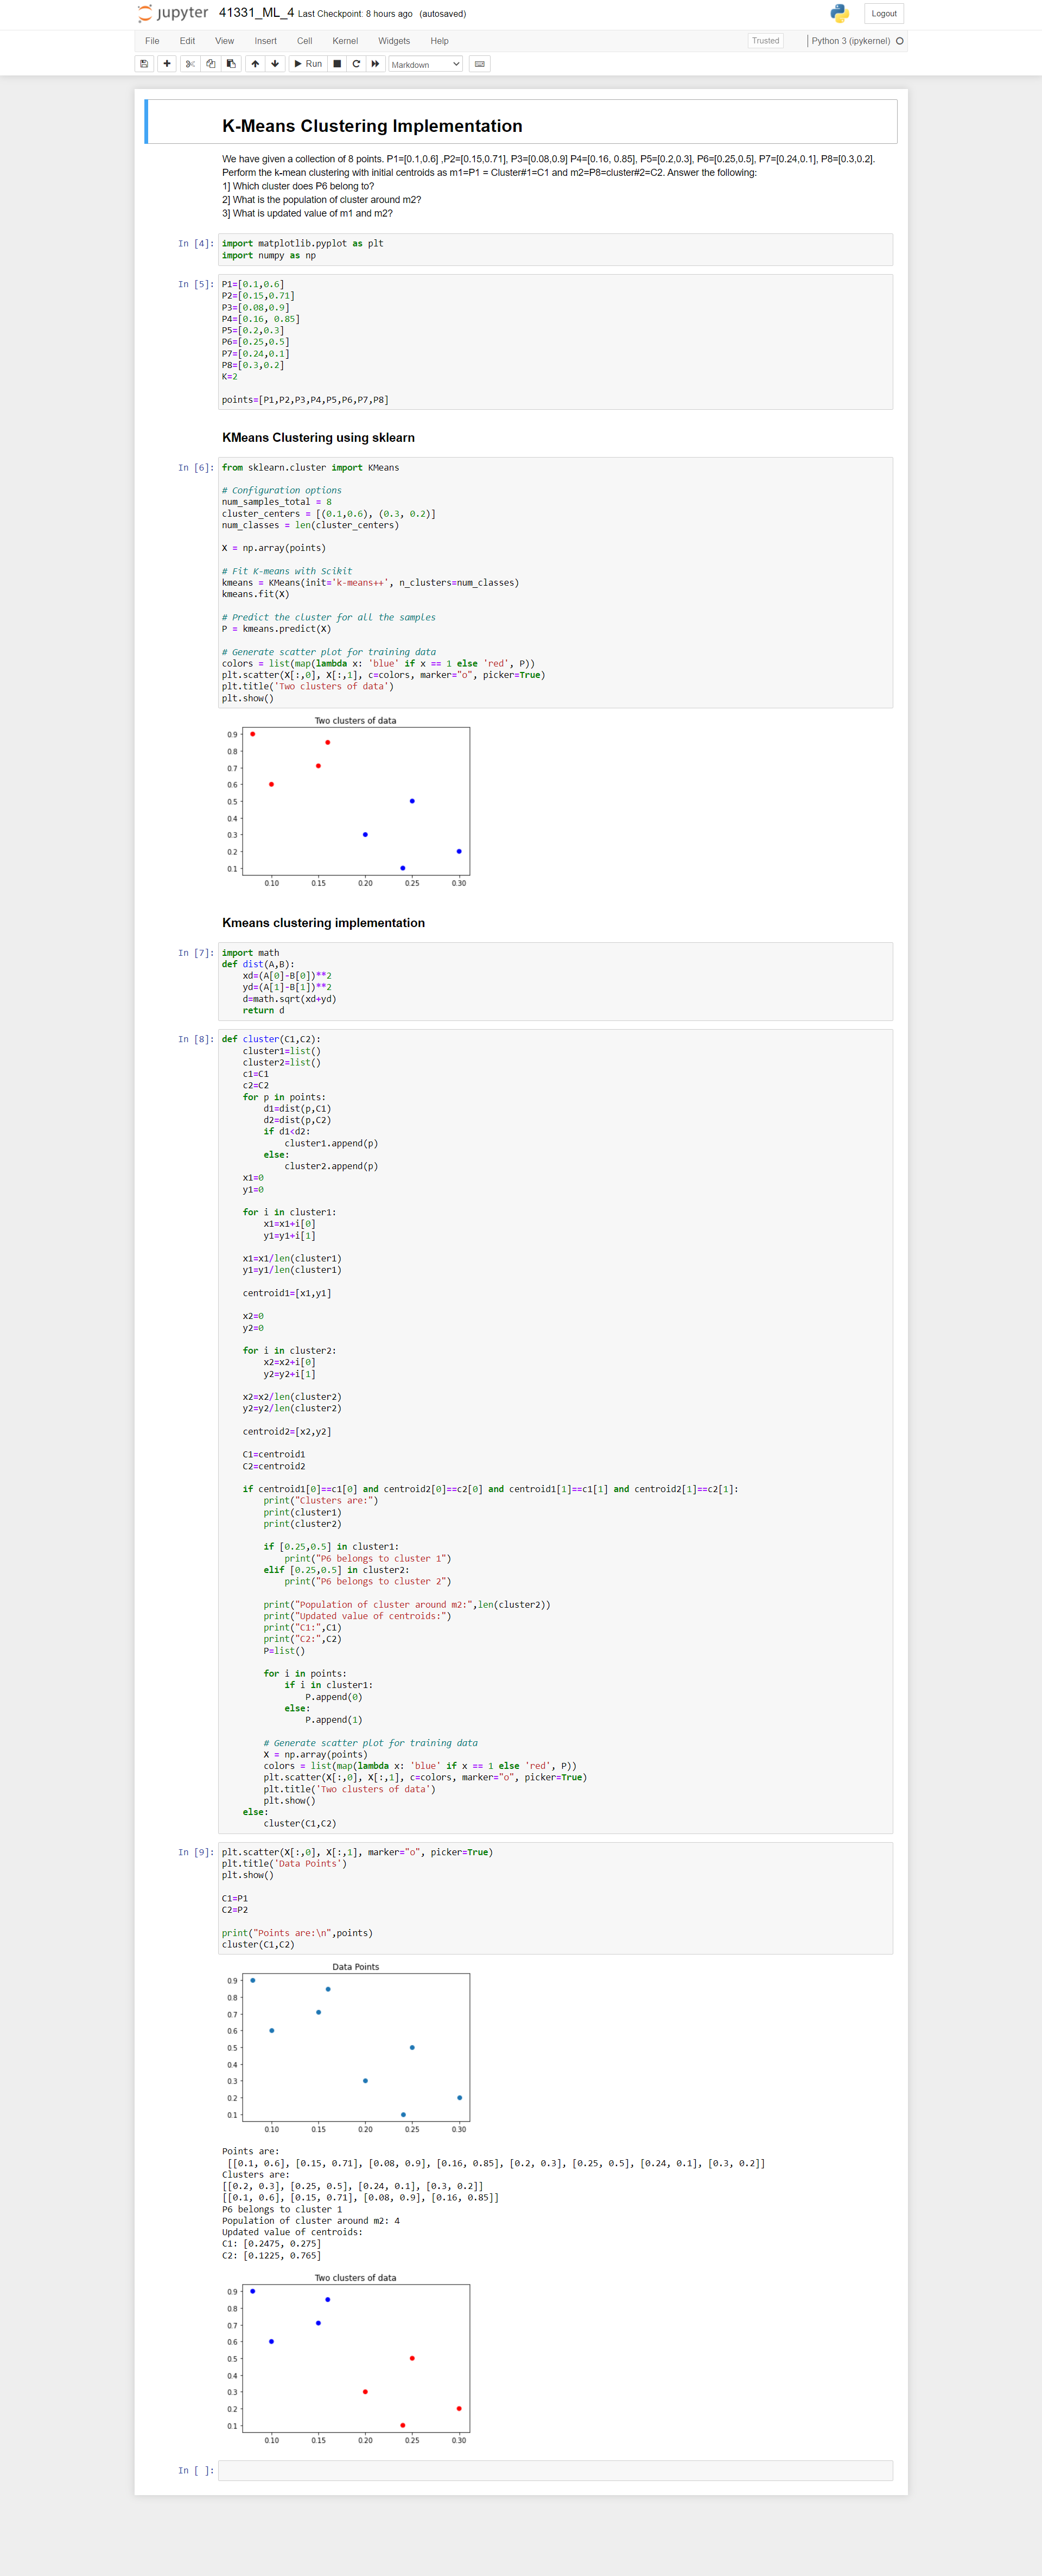 jupyter 41331_ML_4 Last Checkpoint: 8 hours ago (autosaved) Logout
File Edit View Insert Cell Kernel Widgets Help Trusted Python 3 (ipykernel)
Run Markdown
K-Means Clustering Implementation
We have given a collection of 8 points. P1=[0.1,0.6] ,P2=[0.15,0.71], P3=[0.08,0.9] P4=[0.16, 0.85], P5=[0.2,0.3], P6=[0.25,0.5], P7=[0.24,0.1], P8=[0.3,0.2].
Perform the k-mean clustering with initial centroids as m1=P1 = Cluster#1=C1 and m2=P8=cluster#2=C2. Answer the following:
1] Which cluster does P6 belong to?
2] What is the population of cluster around m2?
3] What is updated value of m1 and m2?
In [4]: import matplotlib.pyplot as plt
import numpy as np
In [5]: P1=[0.1,0.6]
P2=[0.15,0.71]
P3=[0.08,0.9]
P4=[0.16, 0.85]
P5=[0.2,0.3]
P6=[0.25,0.5]
P7=[0.24,0.1]
P8=[0.3,0.2]
K=2
points=[P1,P2,P3,P4,P5,P6,P7,P8]
KMeans Clustering using sklearn
In [6]: from sklearn.cluster import KMeans
# Configuration options
num_samples_total = 8
cluster_centers = [(0.1,0.6), (0.3, 0.2)]
num_classes = len(cluster_centers)
X = np.array(points)
# Fit K-means with Scikit
kmeans = KMeans(init='k-means++', n_clusters=num_classes)
kmeans.fit(X)
# Predict the cluster for all the samples
P = kmeans.predict(X)
# Generate scatter plot for training data
colors = list(map(lambda x: 'blue' if x == 1 else 'red', P))
plt.scatter(X[:,0], X[:,1], c=colors, marker="o", picker=True)
plt.title('Two clusters of data')
plt.show()
Two clusters of data
0.9
0.8
0.7
0.6
0.5
0.4
0.3
0.2
0.1
0.10 0.15 0.20 0.25 0.30
Kmeans clustering implementation
In [7]: import math
def dist(A,B):
    xd=(A[0]-B[0])**2
    yd=(A[1]-B[1])**2
    d=math.sqrt(xd+yd)
    return d
In [8]: def cluster(C1,C2):
    cluster1=list()
    cluster2=list()
    c1=C1
    c2=C2
    for p in points:
        d1=dist(p,C1)
        d2=dist(p,C2)
        if d1<d2:
            cluster1.append(p)
        else:
            cluster2.append(p)
    x1=0
    y1=0
    for i in cluster1:
        x1=x1+i[0]
        y1=y1+i[1]
    x1=x1/len(cluster1)
    y1=y1/len(cluster1)
    centroid1=[x1,y1]
    x2=0
    y2=0
    for i in cluster2:
        x2=x2+i[0]
        y2=y2+i[1]
    x2=x2/len(cluster2)
    y2=y2/len(cluster2)
    centroid2=[x2,y2]
    C1=centroid1
    C2=centroid2
    if centroid1[0]==c1[0] and centroid2[0]==c2[0] and centroid1[1]==c1[1] and centroid2[1]==c2[1]:
        print("Clusters are:")
        print(cluster1)
        print(cluster2)
        if [0.25,0.5] in cluster1:
            print("P6 belongs to cluster 1")
        elif [0.25,0.5] in cluster2:
            print("P6 belongs to cluster 2")
        print("Population of cluster around m2:",len(cluster2))
        print("Updated value of centroids:")
        print("C1:",C1)
        print("C2:",C2)
        P=list()
        for i in points:
            if i in cluster1:
                P.append(0)
            else:
                P.append(1)
        # Generate scatter plot for training data
        X = np.array(points)
        colors = list(map(lambda x: 'blue' if x == 1 else 'red', P))
        plt.scatter(X[:,0], X[:,1], c=colors, marker="o", picker=True)
        plt.title('Two clusters of data')
        plt.show()
    else:
        cluster(C1,C2)
In [9]: plt.scatter(X[:,0], X[:,1], marker="o", picker=True)
plt.title('Data Points')
plt.show()
C1=P1
C2=P2
print("Points are:\n",points)
cluster(C1,C2)
Data Points
0.9
0.8
0.7
0.6
0.5
0.4
0.3
0.2
0.1
0.10 0.15 0.20 0.25 0.30
Points are:
[[0.1, 0.6], [0.15, 0.71], [0.08, 0.9], [0.16, 0.85], [0.2, 0.3], [0.25, 0.5], [0.24, 0.1], [0.3, 0.2]]
Clusters are:
[[0.2, 0.3], [0.25, 0.5], [0.24, 0.1], [0.3, 0.2]]
[[0.1, 0.6], [0.15, 0.71], [0.08, 0.9], [0.16, 0.85]]
P6 belongs to cluster 1
Population of cluster around m2: 4
Updated value of centroids:
C1: [0.2475, 0.275]
C2: [0.1225, 0.765]
Two clusters of data
0.9
0.8
0.7
0.6
0.5
0.4
0.3
0.2
0.1
0.10 0.15 0.20 0.25 0.30
In [ ]: